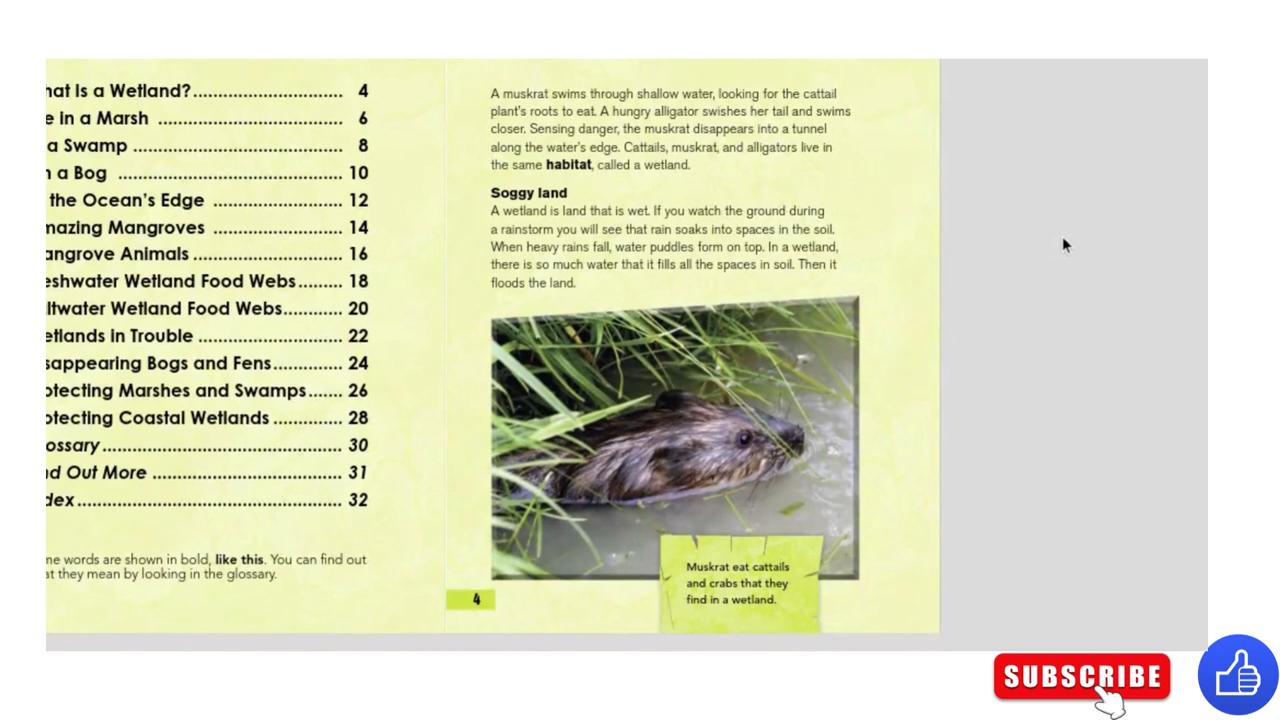 hat Is a Wetland?.............................. 4
e in a Marsh ..................................... 6
a Swamp .......................................... 8
n a Bog ............................................ 10
the Ocean's Edge .......................... 12
mazing Mangroves ......................... 14
angrove Animals ............................. 16
eshwater Wetland Food Webs......... 18
ltwater Wetland Food Webs............ 20
etlands in Trouble ............................. 22
sappearing Bogs and Fens.............. 24
otecting Marshes and Swamps....... 26
otecting Coastal Wetlands .............. 28
ossary................................................ 30
nd Out More ...................................... 31
dex..................................................... 32
me words are shown in bold, like this. You can find out
at they mean by looking in the glossary.
A muskrat swims through shallow water, looking for the cattail
plant's roots to eat. A hungry alligator swishes her tail and swims
closer. Sensing danger, the muskrat disappears into a tunnel
along the water's edge. Cattails, muskrat, and alligators live in
the same habitat, called a wetland.
Soggy land
A wetland is land that is wet. If you watch the ground during
a rainstorm you will see that rain soaks into spaces in the soil.
When heavy rains fall, water puddles form on top. In a wetland,
there is so much water that it fills all the spaces in soil. Then it
floods the land.
Muskrat eat cattails
and crabs that they
find in a wetland.
4
SUBSCRIBE